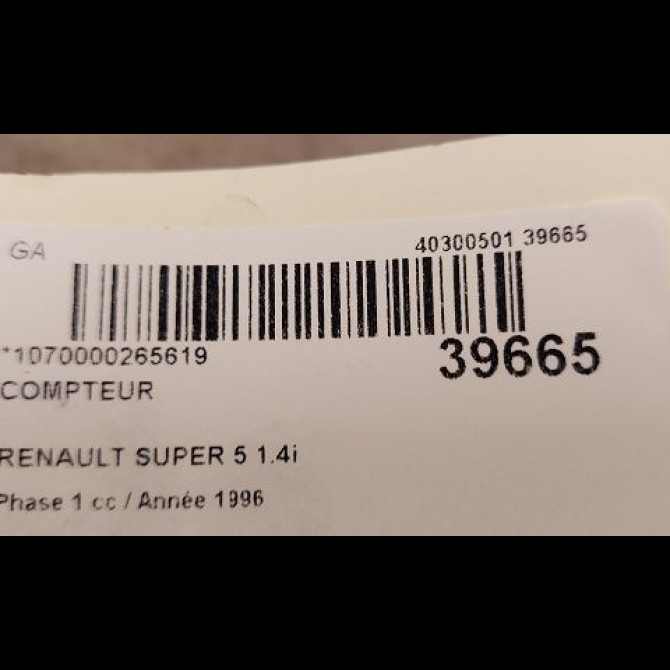 GA 40300501 39665
*1070000265619 39665
COMPTEUR
RENAULT SUPER 5 1.4i
Phase 1 cc / Année 1996